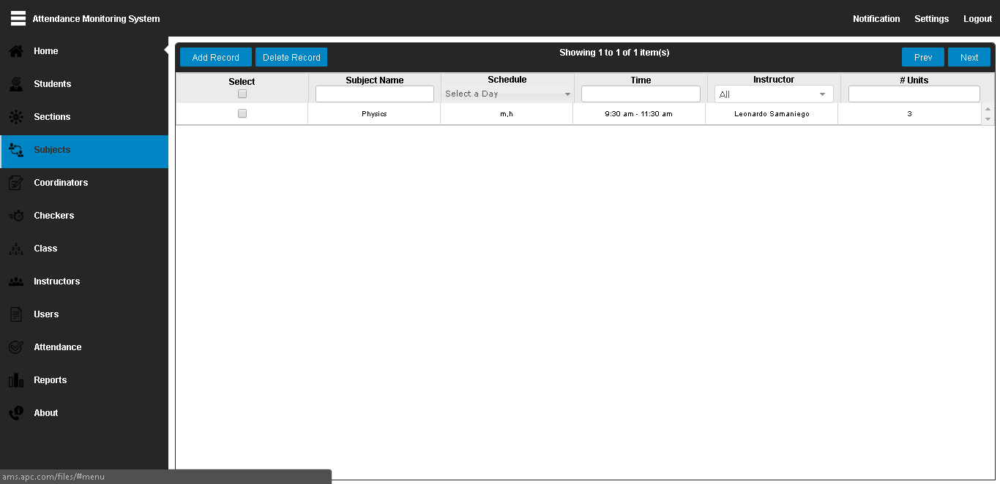 Attendance Monitoring System
Notification Settings Logout
Home
Students
Sections
Subjects
Coordinators
Checkers
Class
Instructors
Users
Attendance
Reports
About
Add Record Delete Record Showing 1 to 1 of 1 item(s) Prev Next
Select Subject Name Schedule Time Instructor # Units
Select a Day All
Physics m,h 9:30 am - 11:30 am Leonardo Samaniego 3
ams.apc.com/files/#menu